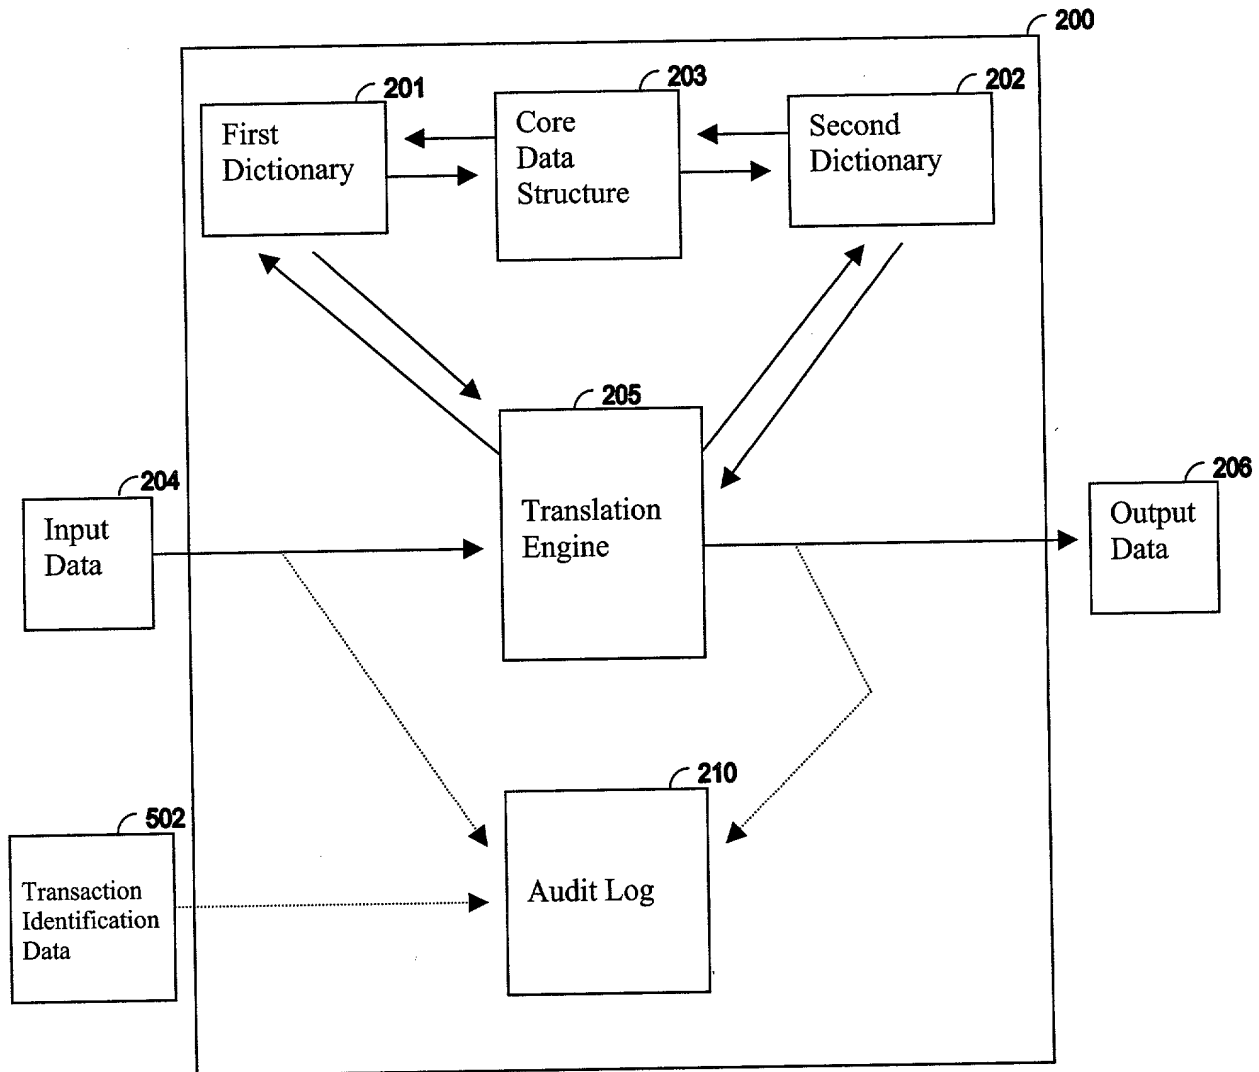 200
201
First
Dictionary
203
Core
Data
Structure
202
Second
Dictionary
205
Translation
Engine
204
Input
Data
206
Output
Data
210
Audit Log
502
Transaction
Identification
Data